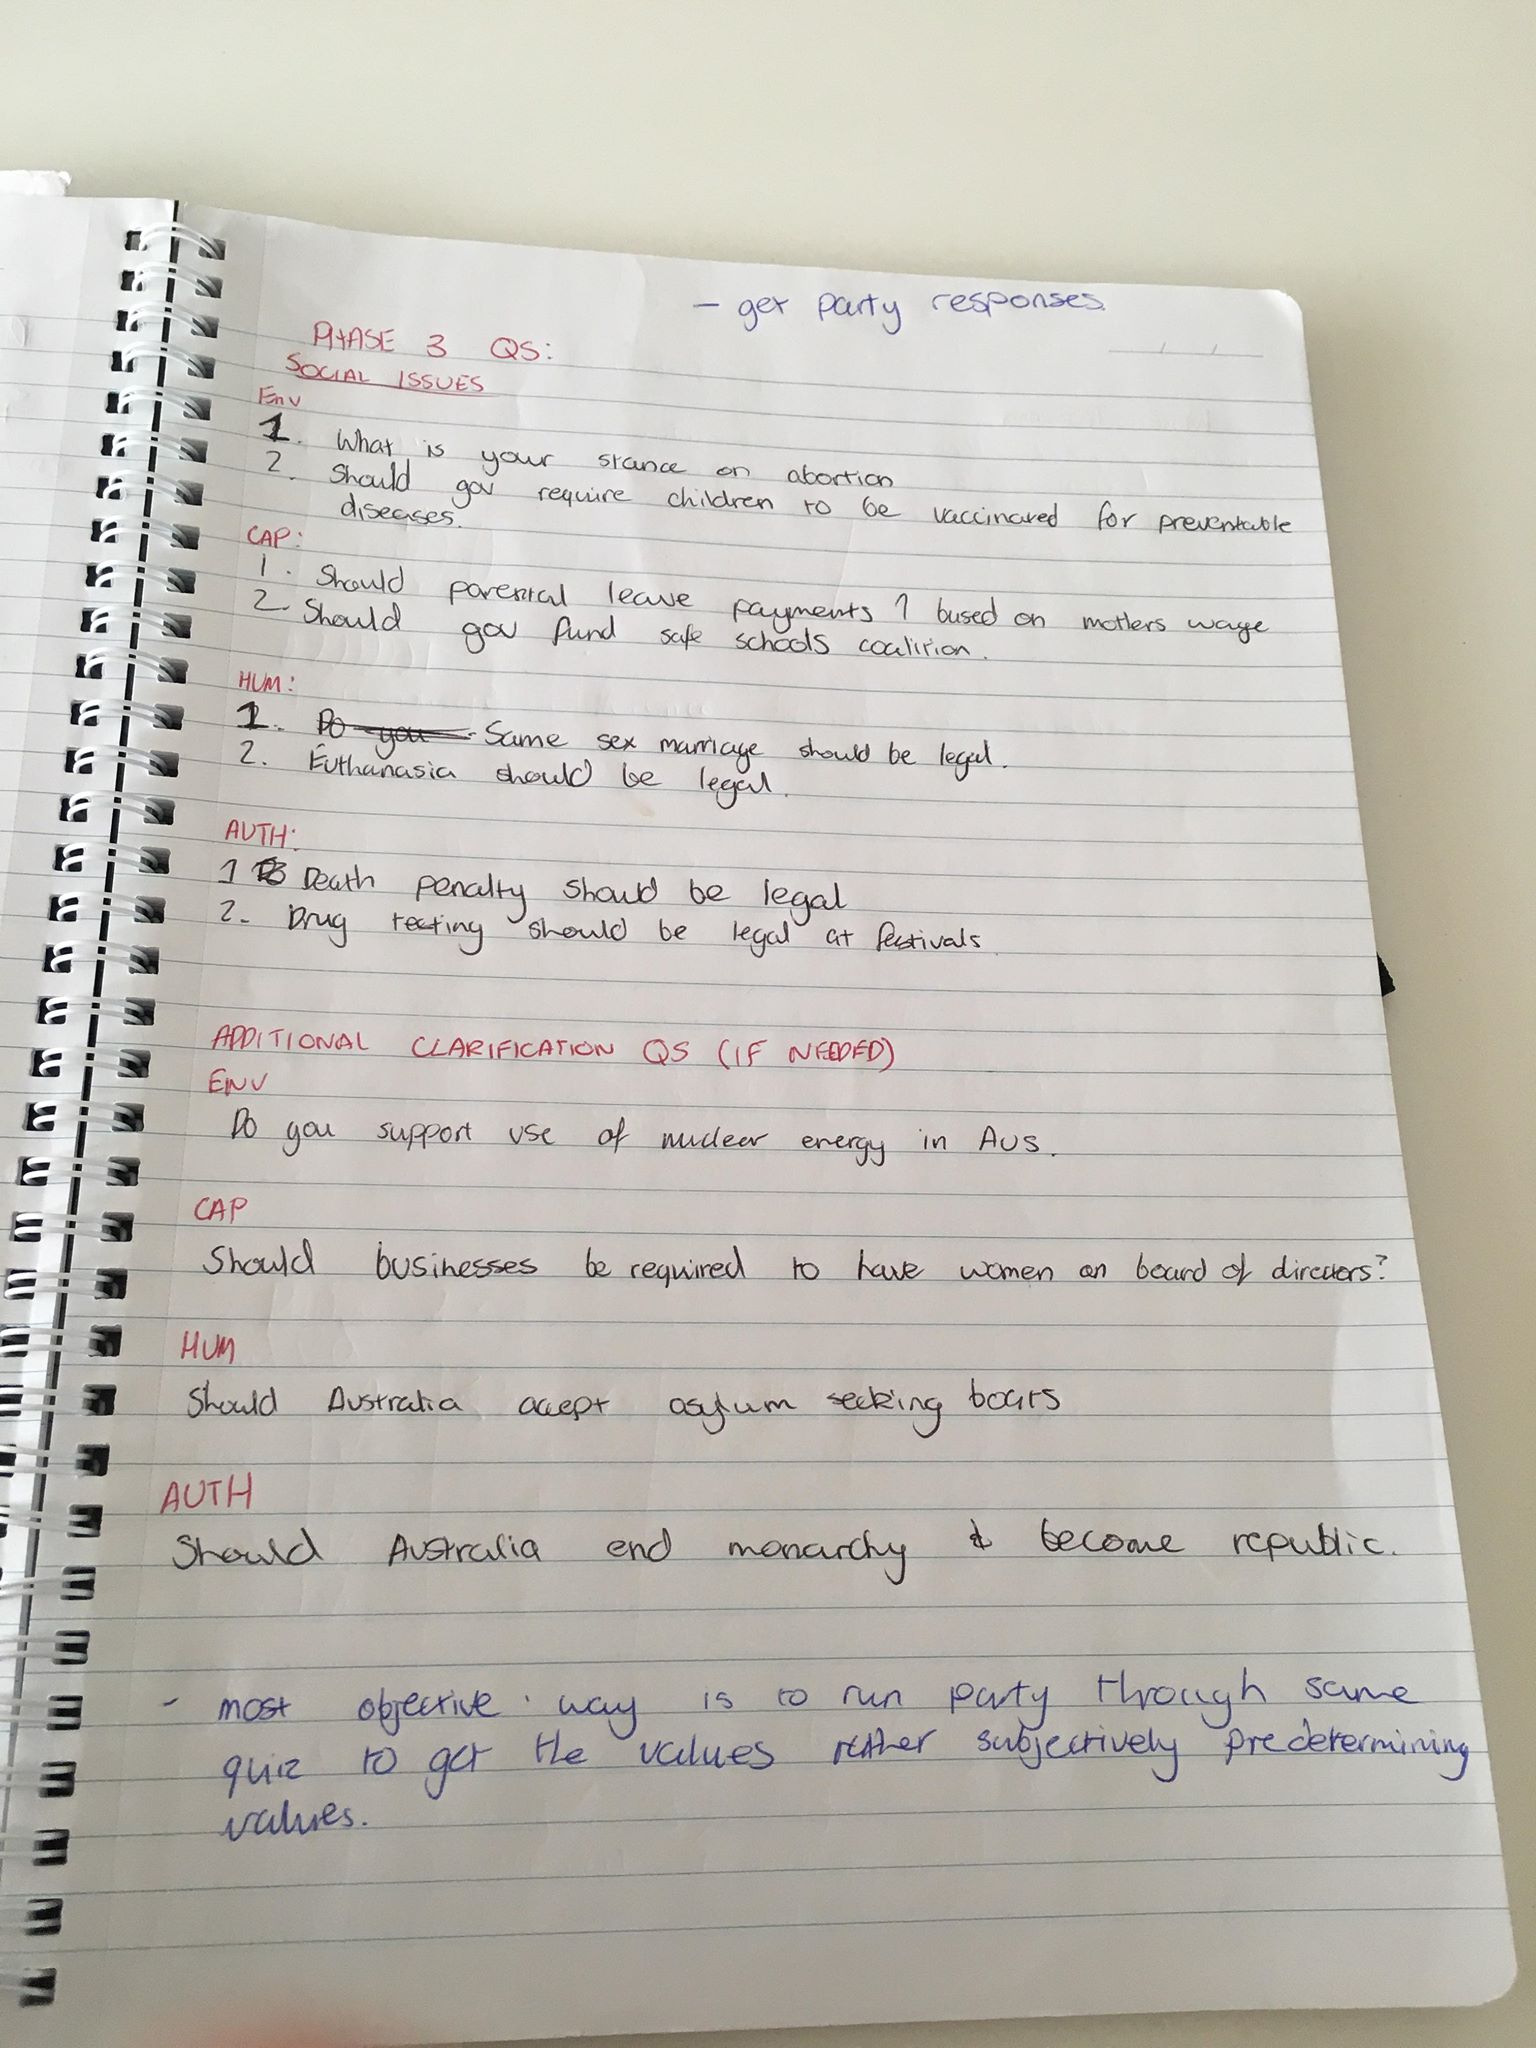 - get party responses.
PHASE 3 QS:
SOCIAL ISSUES
Env
1. What is your stance on abortion
2. Should gov require children to be vaccinated for preventable
diseases.
CAP:
1. Should parental leave payments ↑ based on mothers wage
2. Should gov fund safe schools coalition.
HUM:
1. Do you Same sex marriage should be legal.
2. Euthanasia should be legal.
AUTH:
1 Death penalty should be legal
2. Drug testing should be legal at festivals.
ADDITIONAL CLARIFICATION QS (IF NEEDED)
ENV
Do you support use of nuclear energy in AUS.
CAP
Should businesses be required to have women on board of directors?
HUM
Should Australia accept asylum seeking boats
AUTH
Should Australia end monarchy & become republic.
- most objective way is to run party through same
quiz to get the values rather subjectively predetermining
values.